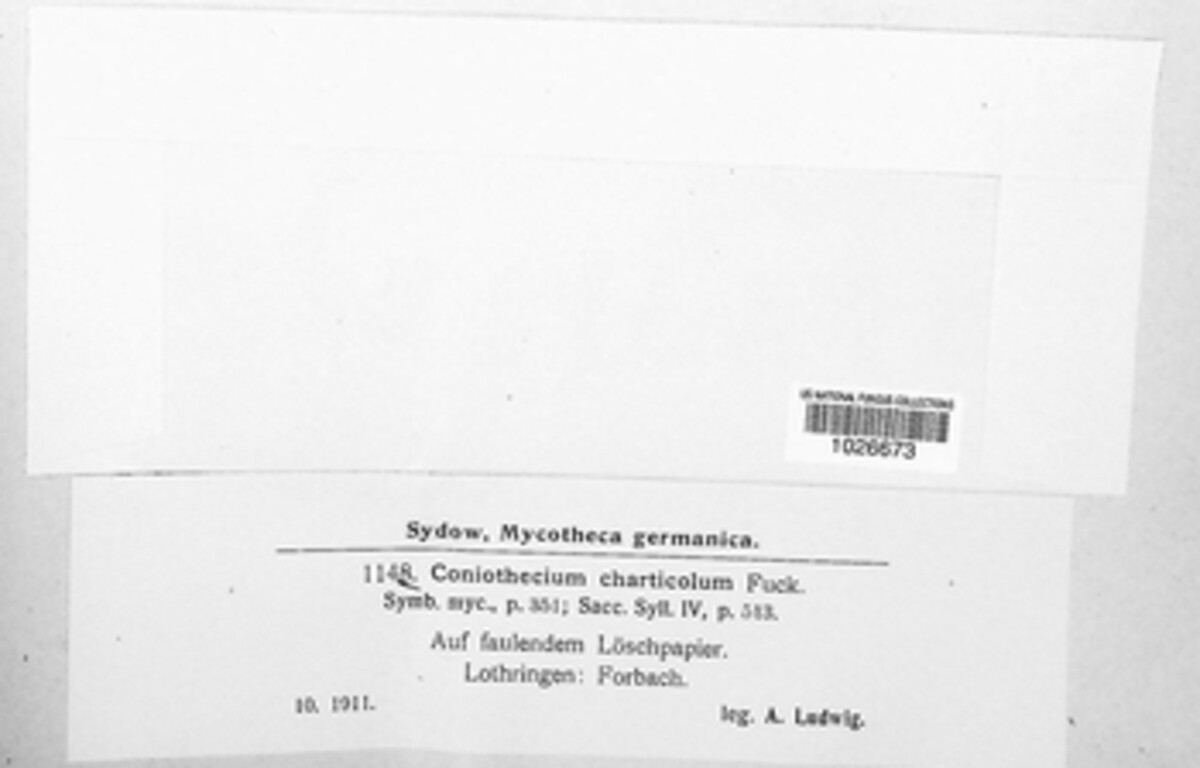 US NATIONAL FUNGUS COLLECTIONS
1026673
Sydow, Mycotheca germanica.
1148. Coniothecium charticolum Fuck.
Symb. myc., p. 351; Sacc. Syll. IV, p. 513.
Auf faulendem Löschpapier.
Lothringen: Forbach.
10. 1911.
leg. A. Ludwig.